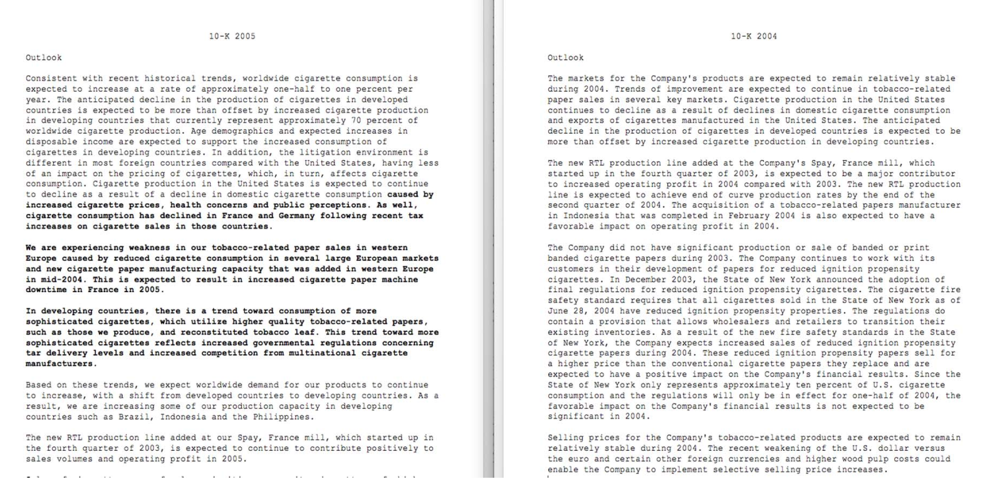 10-K 2005
Outlook
Consistent with recent historical trends, worldwide cigarette consumption is
expected to increase at a rate of approximately one-half to one percent per
year. The anticipated decline in the production of cigarettes in developed
countries is expected to be more than offset by increased cigarette production
in developing countries that currently represent approximately 70 percent of
worldwide cigarette production. Age demographics and expected increases in
disposable income are expected to support the increased consumption of
cigarettes in developing countries. In addition, the litigation environment is
different in most foreign countries compared with the United States, having less
of an impact on the pricing of cigarettes, which, in turn, affects cigarette
consumption. Cigarette production in the United States is expected to continue
to decline as a result of a decline in domestic cigarette consumption caused by
increased cigarette prices, health concerns and public perceptions. As well,
cigarette consumption has declined in France and Germany following recent tax
increases on cigarette sales in those countries.
We are experiencing weakness in our tobacco-related paper sales in western
Europe caused by reduced cigarette consumption in several large European markets
and new cigarette paper manufacturing capacity that was added in western Europe
in mid-2004. This is expected to result in increased cigarette paper machine
downtime in France in 2005.
In developing countries, there is a trend toward consumption of more
sophisticated cigarettes, which utilize higher quality tobacco-related papers,
such as those we produce, and reconstituted tobacco leaf. This trend toward more
sophisticated cigarettes reflects increased governmental regulations concerning
tar delivery levels and increased competition from multinational cigarette
manufacturers.
Based on these trends, we expect worldwide demand for our products to continue
to increase, with a shift from developed countries to developing countries. As a
result, we are increasing some of our production capacity in developing
countries such as Brazil, Indonesia and the Philippines.
The new RTL production line added at our Spay, France mill, which started up in
the fourth quarter of 2003, is expected to continue to contribute positively to
sales volumes and operating profit in 2005.
10-K 2004
Outlook
The markets for the Company's products are expected to remain relatively stable
during 2004. Trends of improvement are expected to continue in tobacco-related
paper sales in several key markets. Cigarette production in the United States
continues to decline as a result of declines in domestic cigarette consumption
and exports of cigarettes manufactured in the United States. The anticipated
decline in the production of cigarettes in developed countries is expected to be
more than offset by increased cigarette production in developing countries.
The new RTL production line added at the Company's Spay, France mill, which
started up in the fourth quarter of 2003, is expected to be a major contributor
to increased operating profit in 2004 compared with 2003. The new RTL production
line is expected to achieve end of curve production rates by the end of the
second quarter of 2004. The acquisition of a tobacco-related papers manufacturer
in Indonesia that was completed in February 2004 is also expected to have a
favorable impact on operating profit in 2004.
The Company did not have significant production or sale of banded or print
banded cigarette papers during 2003. The Company continues to work with its
customers in their development of papers for reduced ignition propensity
cigarettes. In December 2003, the State of New York announced the adoption of
final regulations for reduced ignition propensity cigarettes. The cigarette fire
safety standard requires that all cigarettes sold in the State of New York as of
June 28, 2004 have reduced ignition propensity properties. The regulations do
contain a provision that allows wholesalers and retailers to transition their
existing inventories. As a result of the new fire safety standards in the State
of New York, the Company expects increased sales of reduced ignition propensity
cigarette papers during 2004. These reduced ignition propensity papers sell for
a higher price than the conventional cigarette papers they replace and are
expected to have a positive impact on the Company's financial results. Since the
State of New York only represents approximately ten percent of U.S. cigarette
consumption and the regulations will only be in effect for one-half of 2004, the
favorable impact on the Company's financial results is not expected to be
significant in 2004.
Selling prices for the Company's tobacco-related products are expected to remain
relatively stable during 2004. The recent weakening of the U.S. dollar versus
the euro and certain other foreign currencies and higher wood pulp costs could
enable the Company to implement selective selling price increases.